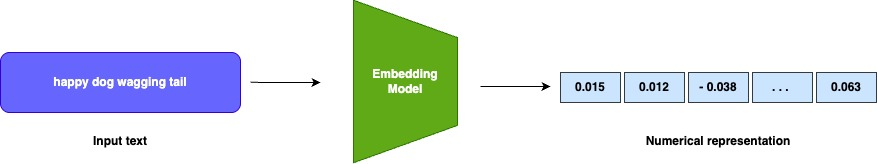 happy dog wagging tail
Embedding
Model
0.015 0.012 - 0.038 . . . 0.063
Input text
Numerical representation